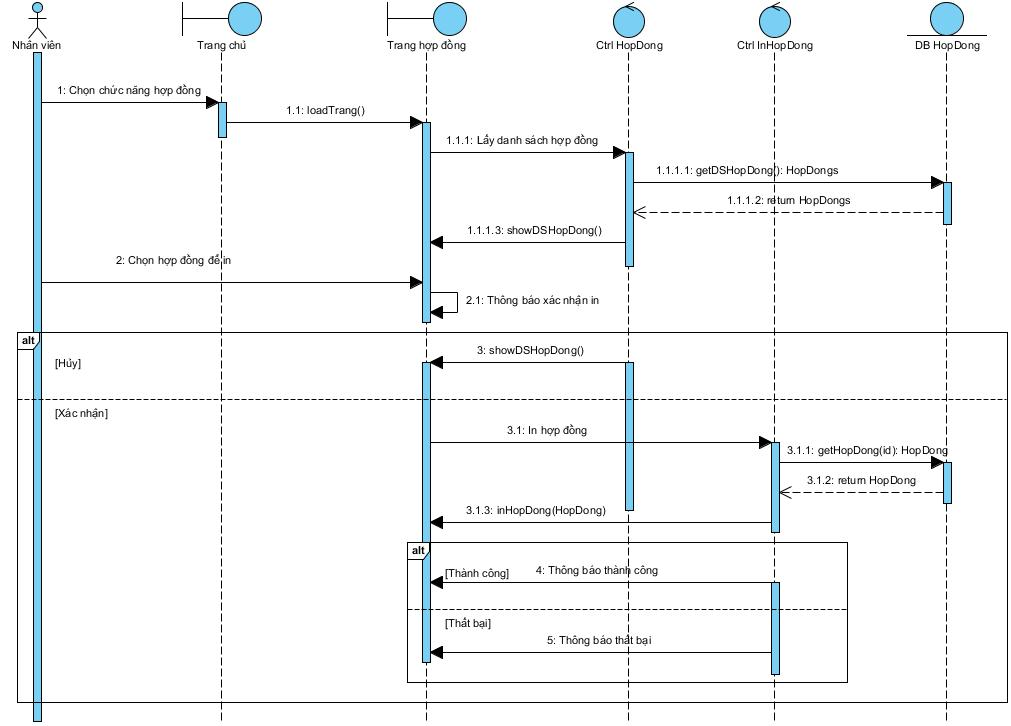 Nhân viên
Trang chủ
Trang hợp đồng
Ctrl HopDong
Ctrl InHopDong
DB HopDong
1: Chọn chức năng hợp đồng
1.1: loadTrang()
1.1.1: Lấy danh sách hợp đồng
1.1.1.1: getDSHopDong(): HopDongs
1.1.1.2: return HopDongs
1.1.1.3: showDSHopDong()
2: Chọn hợp đồng để in
2.1: Thông báo xác nhận in
alt
3: showDSHopDong()
[Hủy]
[Xác nhận]
3.1: In hợp đồng
3.1.1: getHopDong(id): HopDong
3.1.2: return HopDong
3.1.3: inHopDong(HopDong)
alt
[Thành công]
4: Thông báo thành công
[Thất bại]
5: Thông báo thất bại